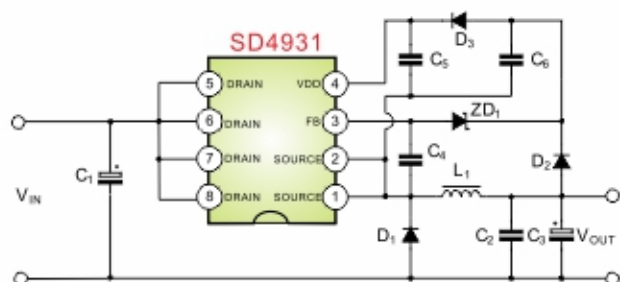 SD4931
D3
C5
C6
5 DRAIN VDD 4
6 DRAIN FB 3
ZD1
7 DRAIN SOURCE 2
C4
D2
C1
VIN
8 DRAIN SOURCE 1
L1
D1
C2
C3
VOUT